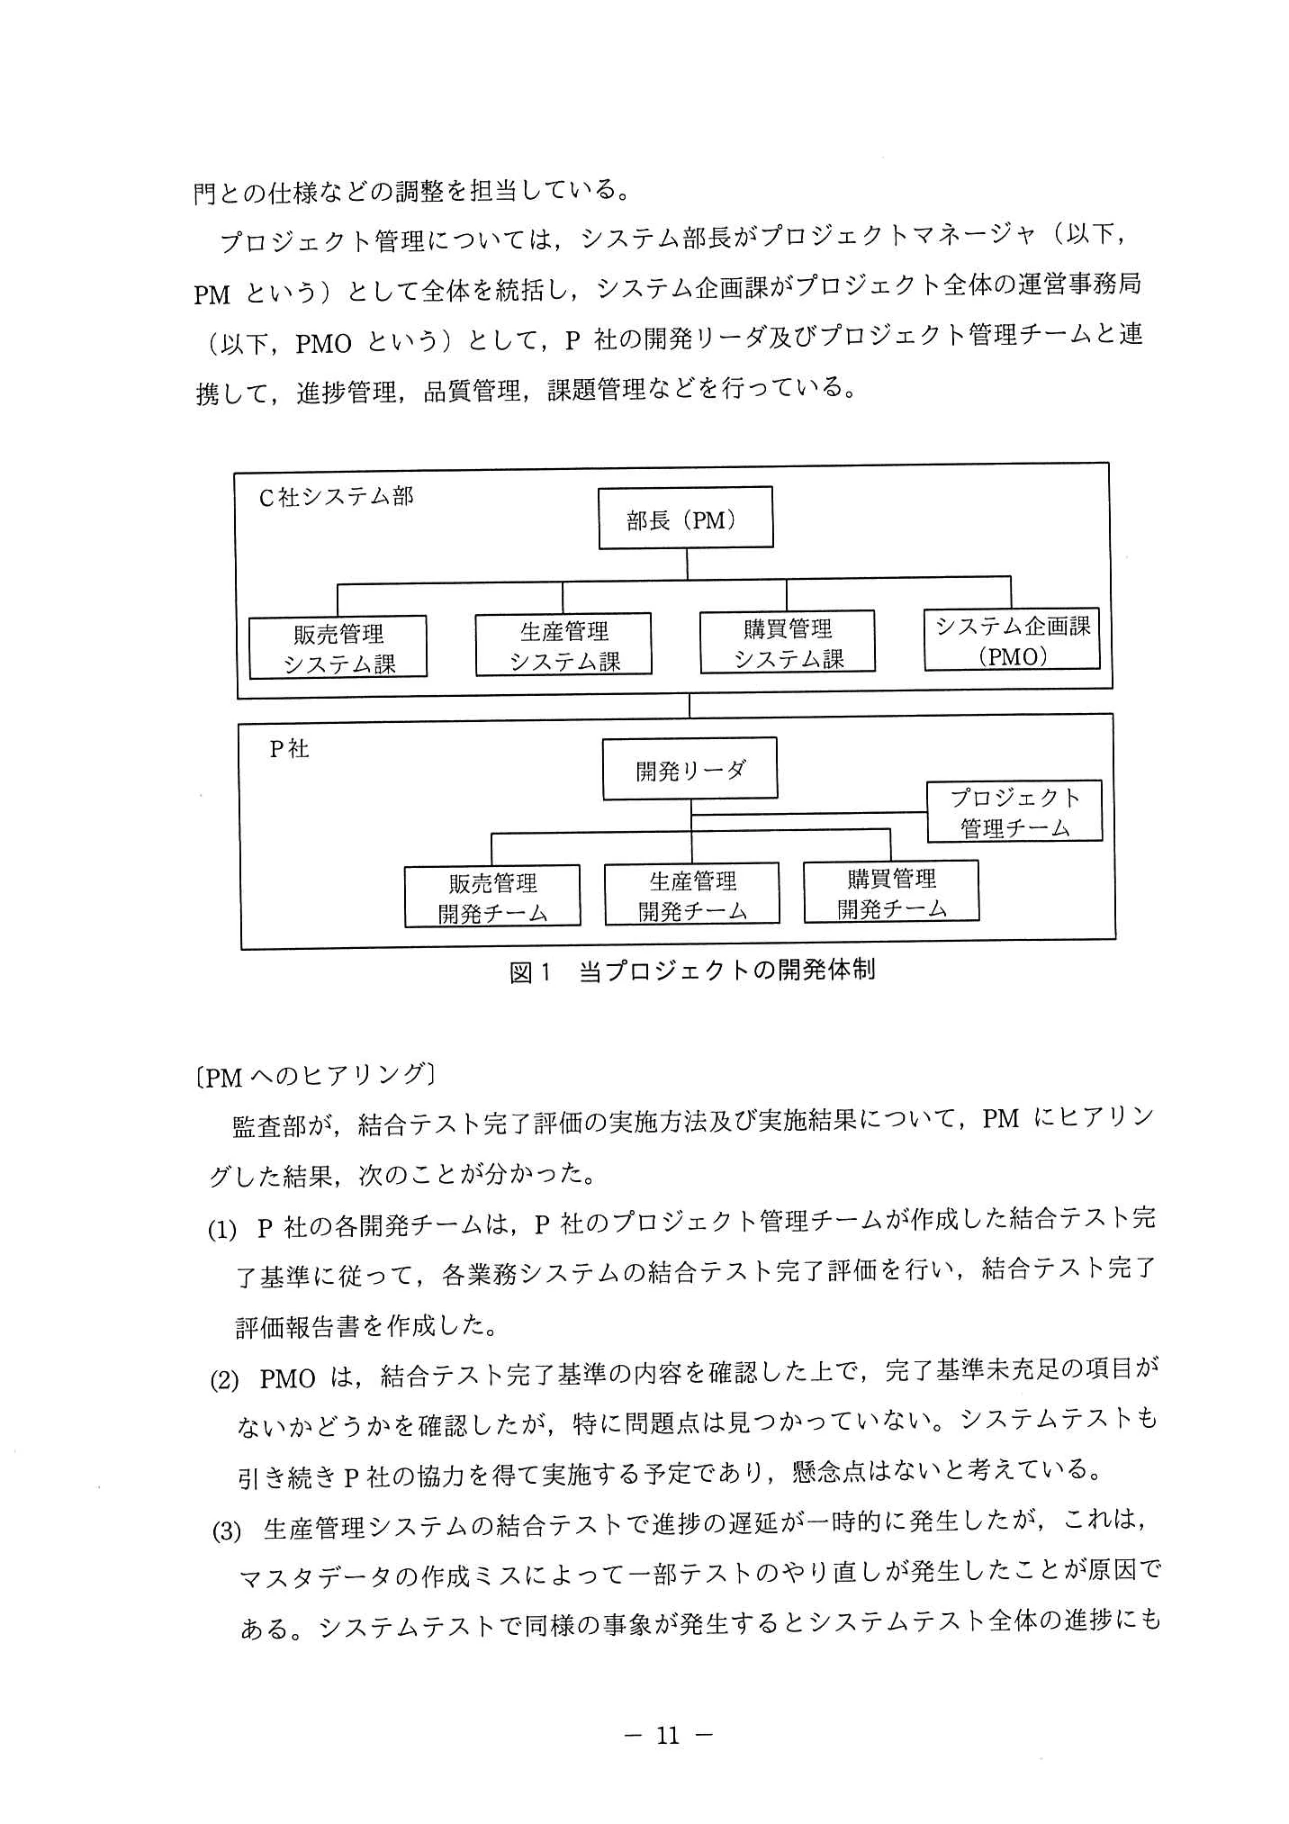 門との仕様などの調整を担当している。
プロジェクト管理については，システム部長がプロジェクトマネージャ（以下，
PM という）として全体を統括し，システム企画課がプロジェクト全体の運営事務局
（以下，PMO という）として，P 社の開発リーダ及びプロジェクト管理チームと連
携して，進捗管理，品質管理，課題管理などを行っている。
C社システム部
部長（PM）
販売管理
システム課
生産管理
システム課
購買管理
システム課
システム企画課
（PMO）
P社
開発リーダ
プロジェクト
管理チーム
販売管理
開発チーム
生産管理
開発チーム
購買管理
開発チーム
図1　当プロジェクトの開発体制
〔PM へのヒアリング〕
監査部が，結合テスト完了評価の実施方法及び実施結果について，PM にヒアリン
グした結果，次のことが分かった。
(1) P 社の各開発チームは，P 社のプロジェクト管理チームが作成した結合テスト完
了基準に従って，各業務システムの結合テスト完了評価を行い，結合テスト完了
評価報告書を作成した。
(2) PMO は，結合テスト完了基準の内容を確認した上で，完了基準未充足の項目が
ないかどうかを確認したが，特に問題点は見つかっていない。システムテストも
引き続き P 社の協力を得て実施する予定であり，懸念点はないと考えている。
(3) 生産管理システムの結合テストで進捗の遅延が一時的に発生したが，これは，
マスタデータの作成ミスによって一部テストのやり直しが発生したことが原因で
ある。システムテストで同様の事象が発生するとシステムテスト全体の進捗にも
－ 11 －